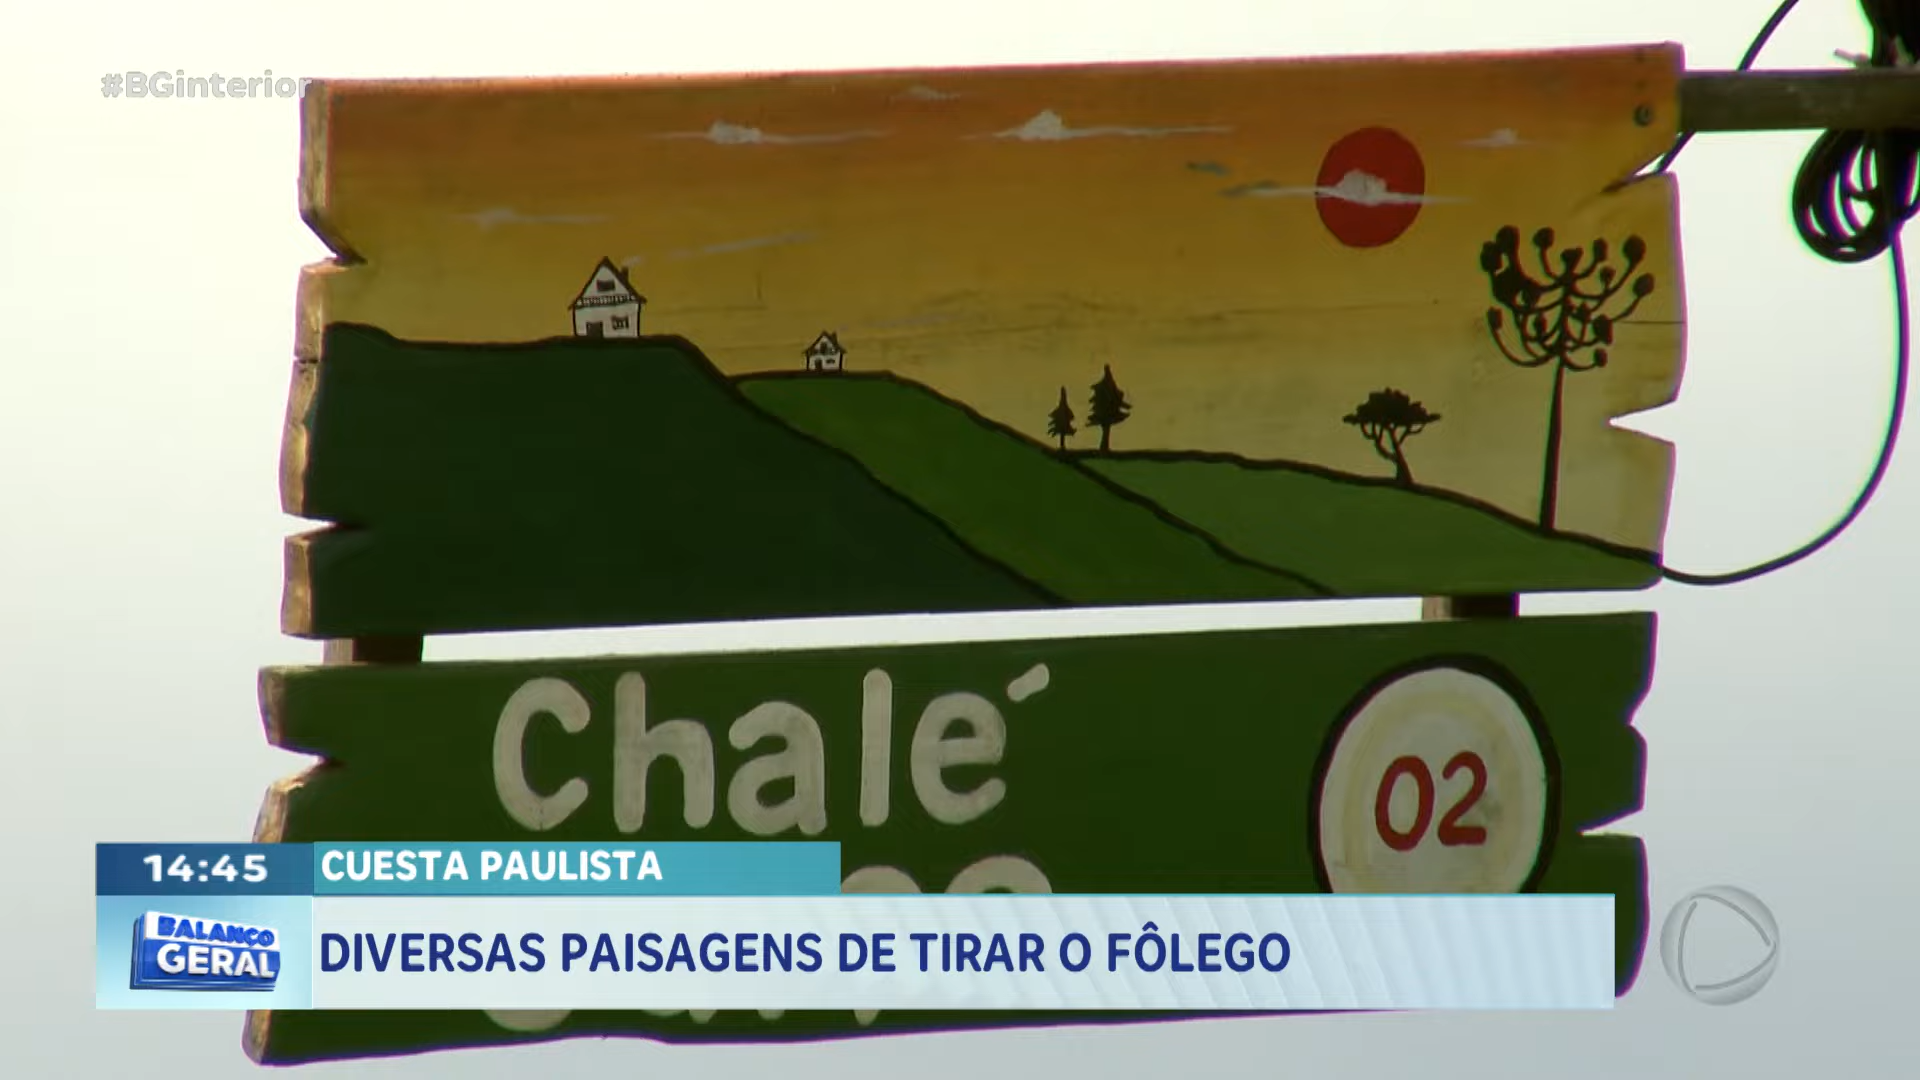 #BGinterior
Chalé
02
14:45
CUESTA PAULISTA
BALANÇO
GERAL
DIVERSAS PAISAGENS DE TIRAR O FÔLEGO